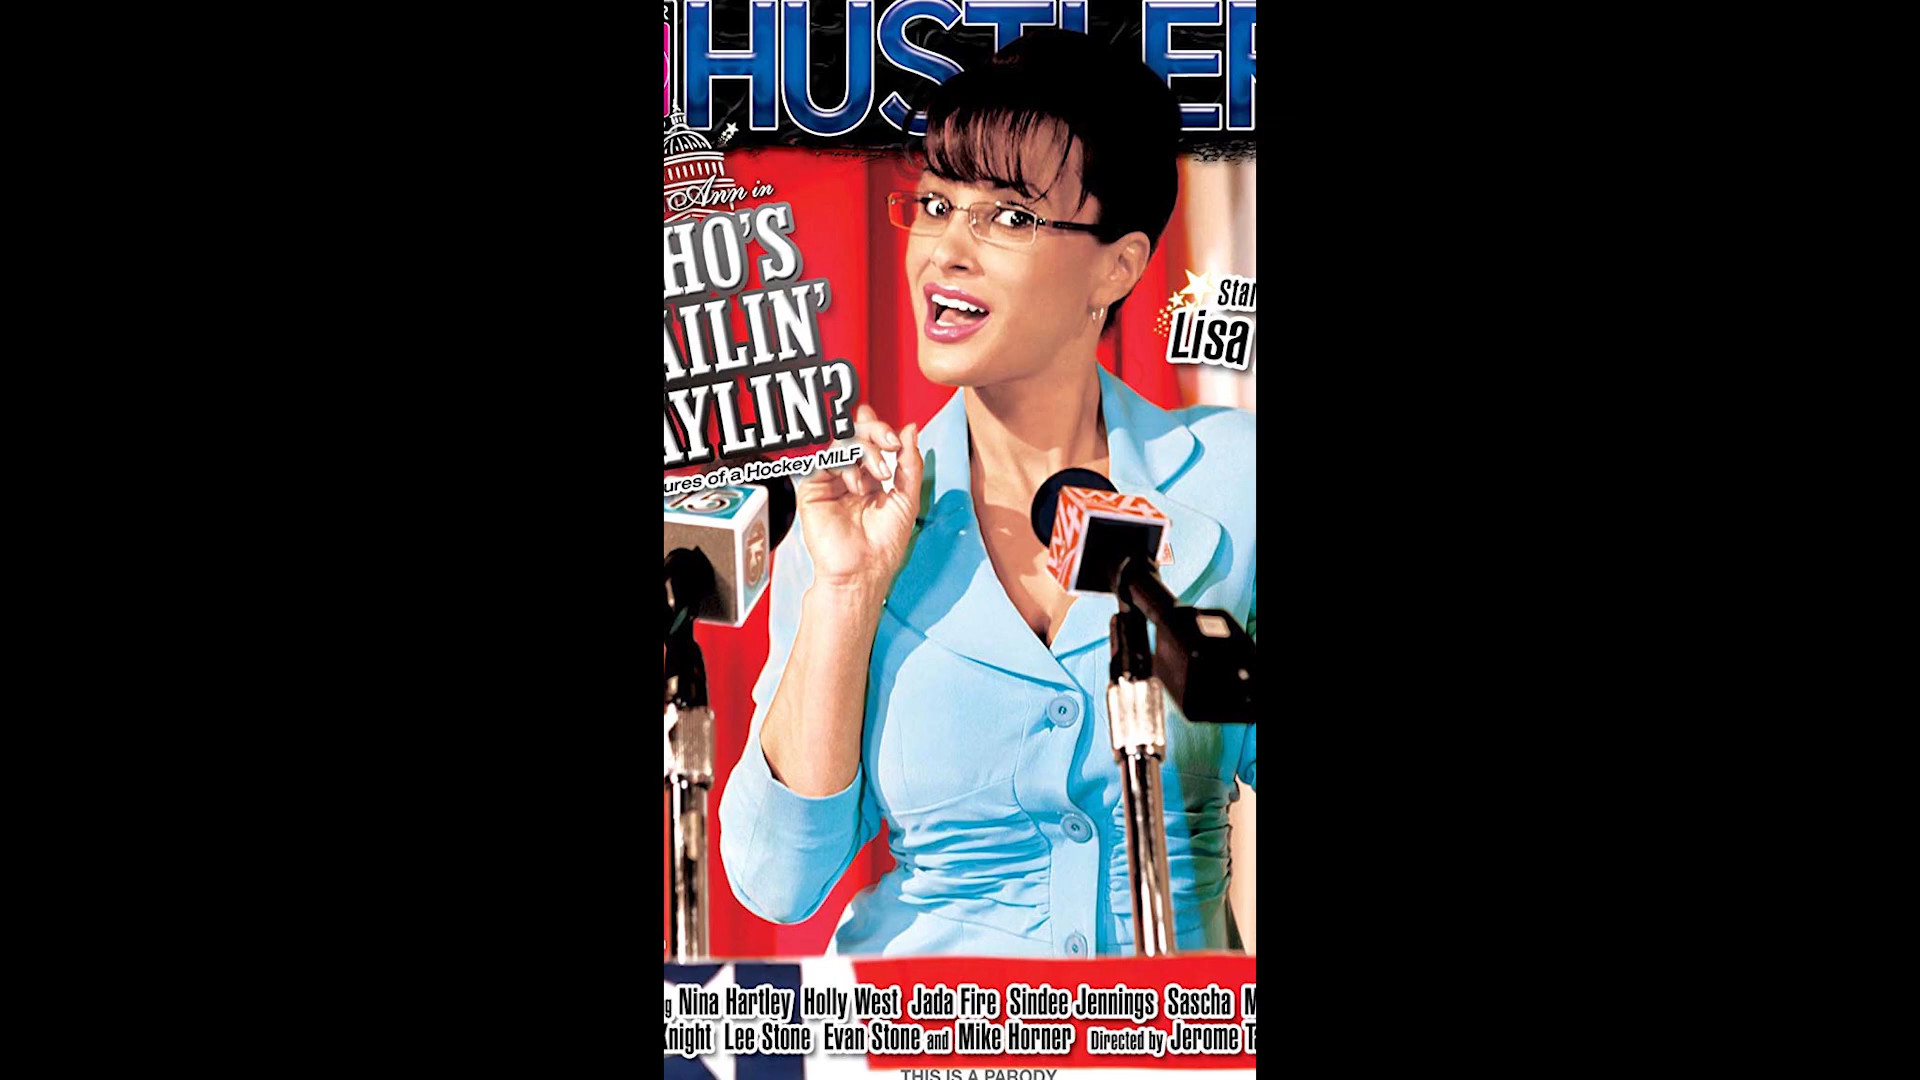 HUSTLER
Ann in
HO'S
AILIN'
AYLIN?
ures of a Hockey MILF
Star
Lisa
g Nina Hartley Holly West Jada Fire Sindee Jennings Sascha M
Knight Lee Stone Evan Stone and Mike Horner Directed by Jerome T
THIS IS A PARODY